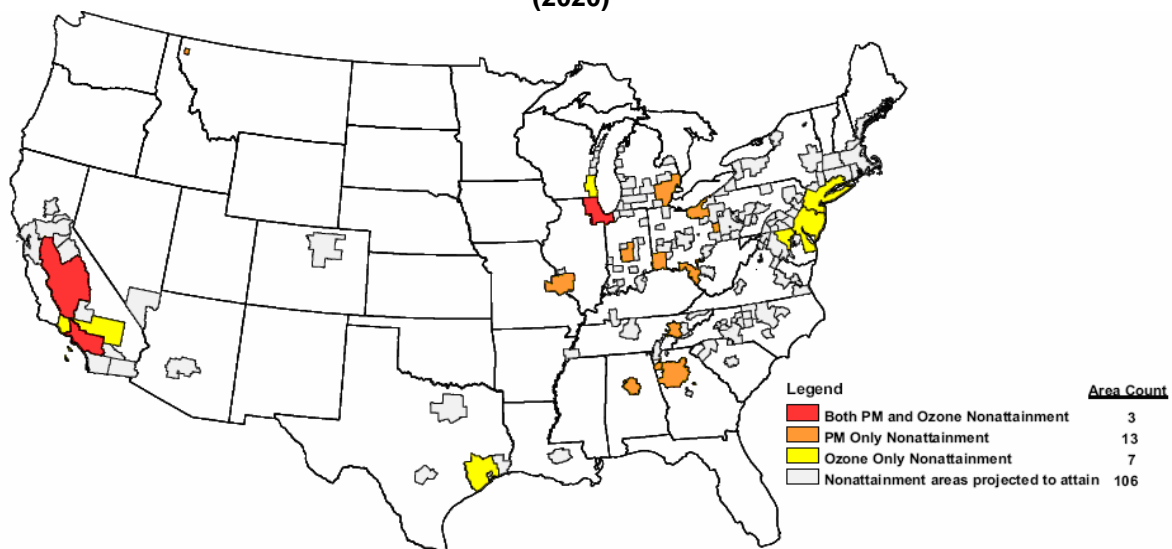 (2020)
Legend Area Count
Both PM and Ozone Nonattainment 3
PM Only Nonattainment 13
Ozone Only Nonattainment 7
Nonattainment areas projected to attain 106